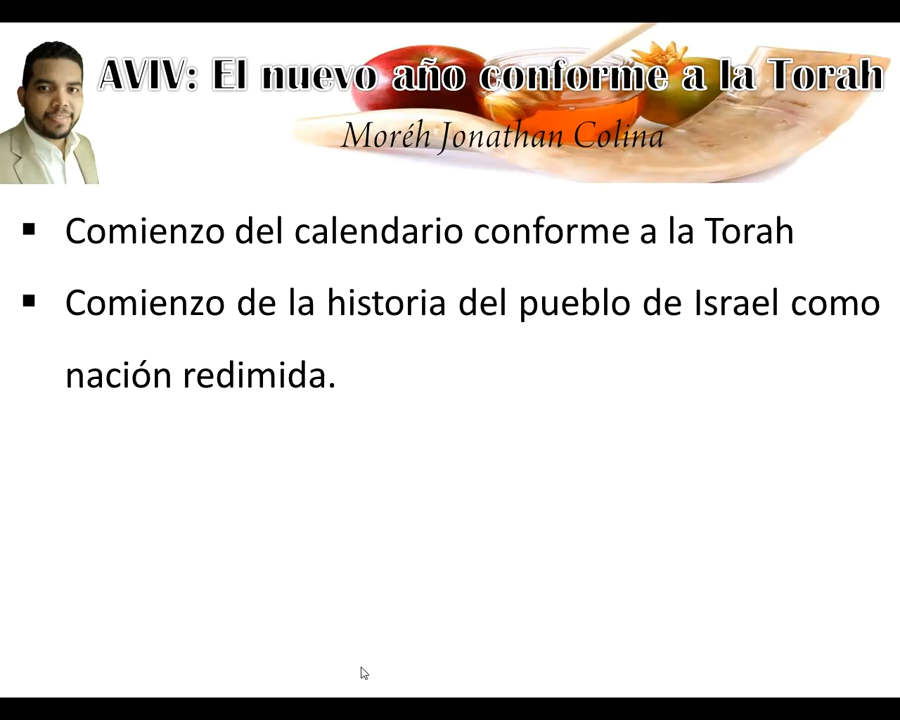 AVIV: El nuevo año conforme a la Torah
Moréh Jonathan Colina
▪ Comienzo del calendario conforme a la Torah
▪ Comienzo de la historia del pueblo de Israel como
nación redimida.